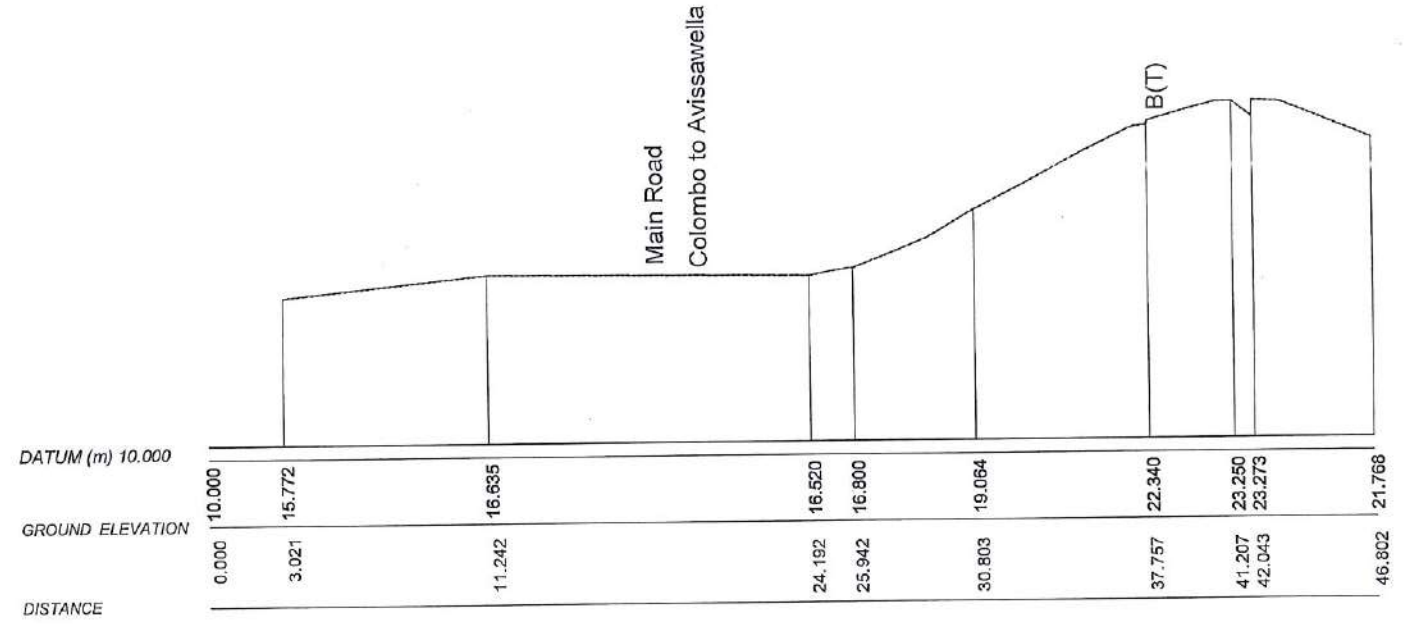 Main Road
Colombo to Avissawella
B(T)
DATUM (m) 10.000
10.000 15.772 16.635 16.520 16.800 19.064 22.340 23.250 23.273 21.768
GROUND ELEVATION
0.000 3.021 11.242 24.192 25.942 30.803 37.757 41.207 42.043 46.802
DISTANCE